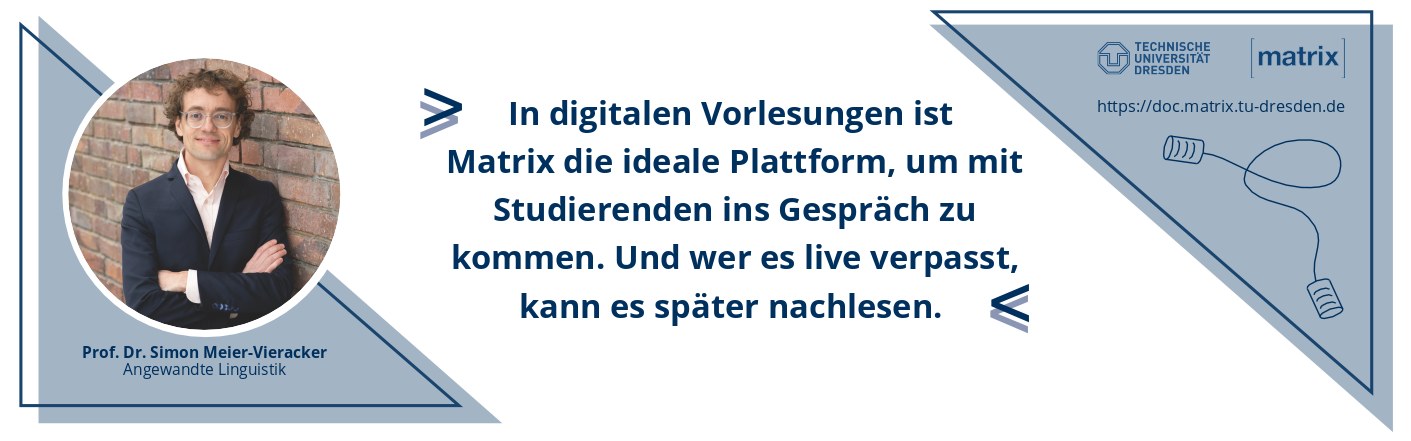 In digitalen Vorlesungen ist
Matrix die ideale Plattform, um mit
Studierenden ins Gespräch zu
kommen. Und wer es live verpasst,
kann es später nachlesen.
Prof. Dr. Simon Meier-Vieracker
Angewandte Linguistik
TECHNISCHE
UNIVERSITÄT
DRESDEN
[matrix]
https://doc.matrix.tu-dresden.de